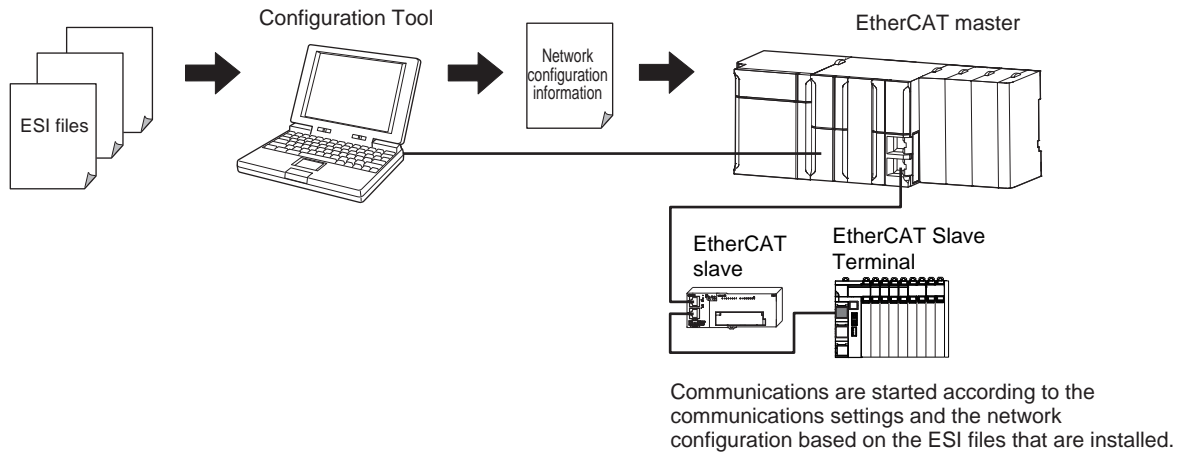 Configuration Tool
EtherCAT master
Network
configuration
information
ESI files
EtherCAT
slave
EtherCAT Slave
Terminal
Communications are started according to the
communications settings and the network
configuration based on the ESI files that are installed.